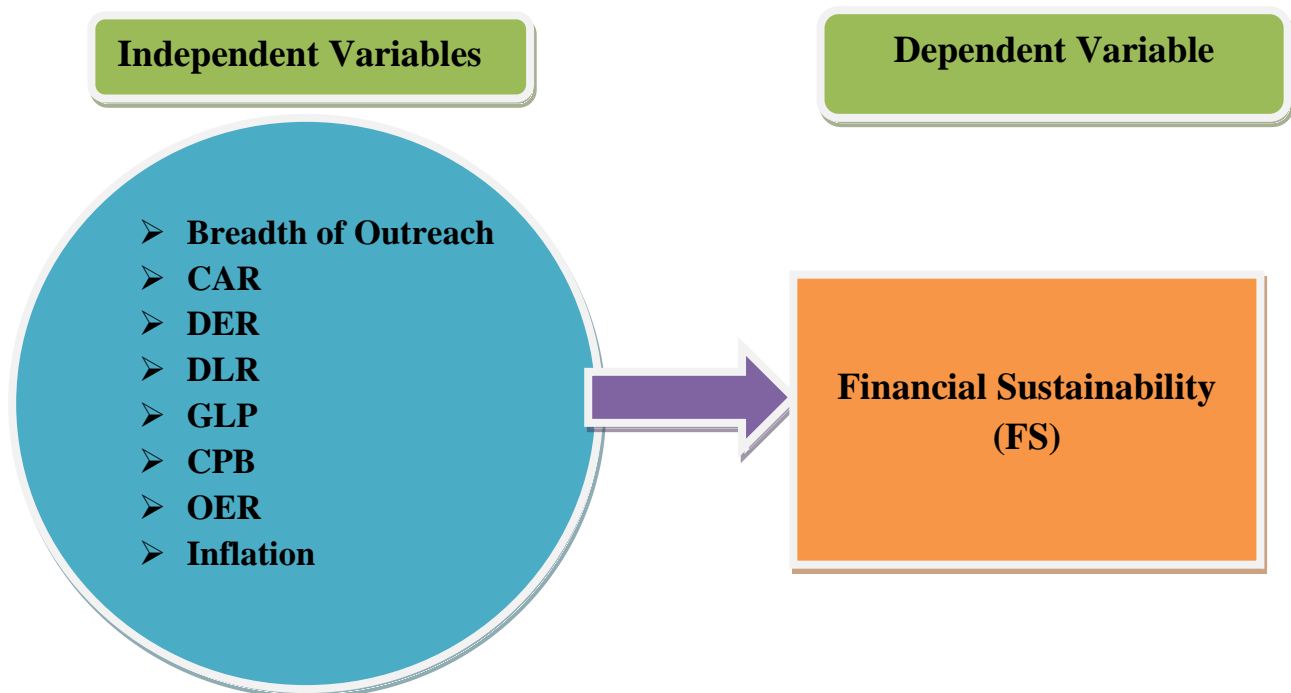 Independent Variables
Dependent Variable
➢ Breadth of Outreach
➢ CAR
➢ DER
➢ DLR
➢ GLP
➢ CPB
➢ OER
➢ Inflation
Financial Sustainability
(FS)